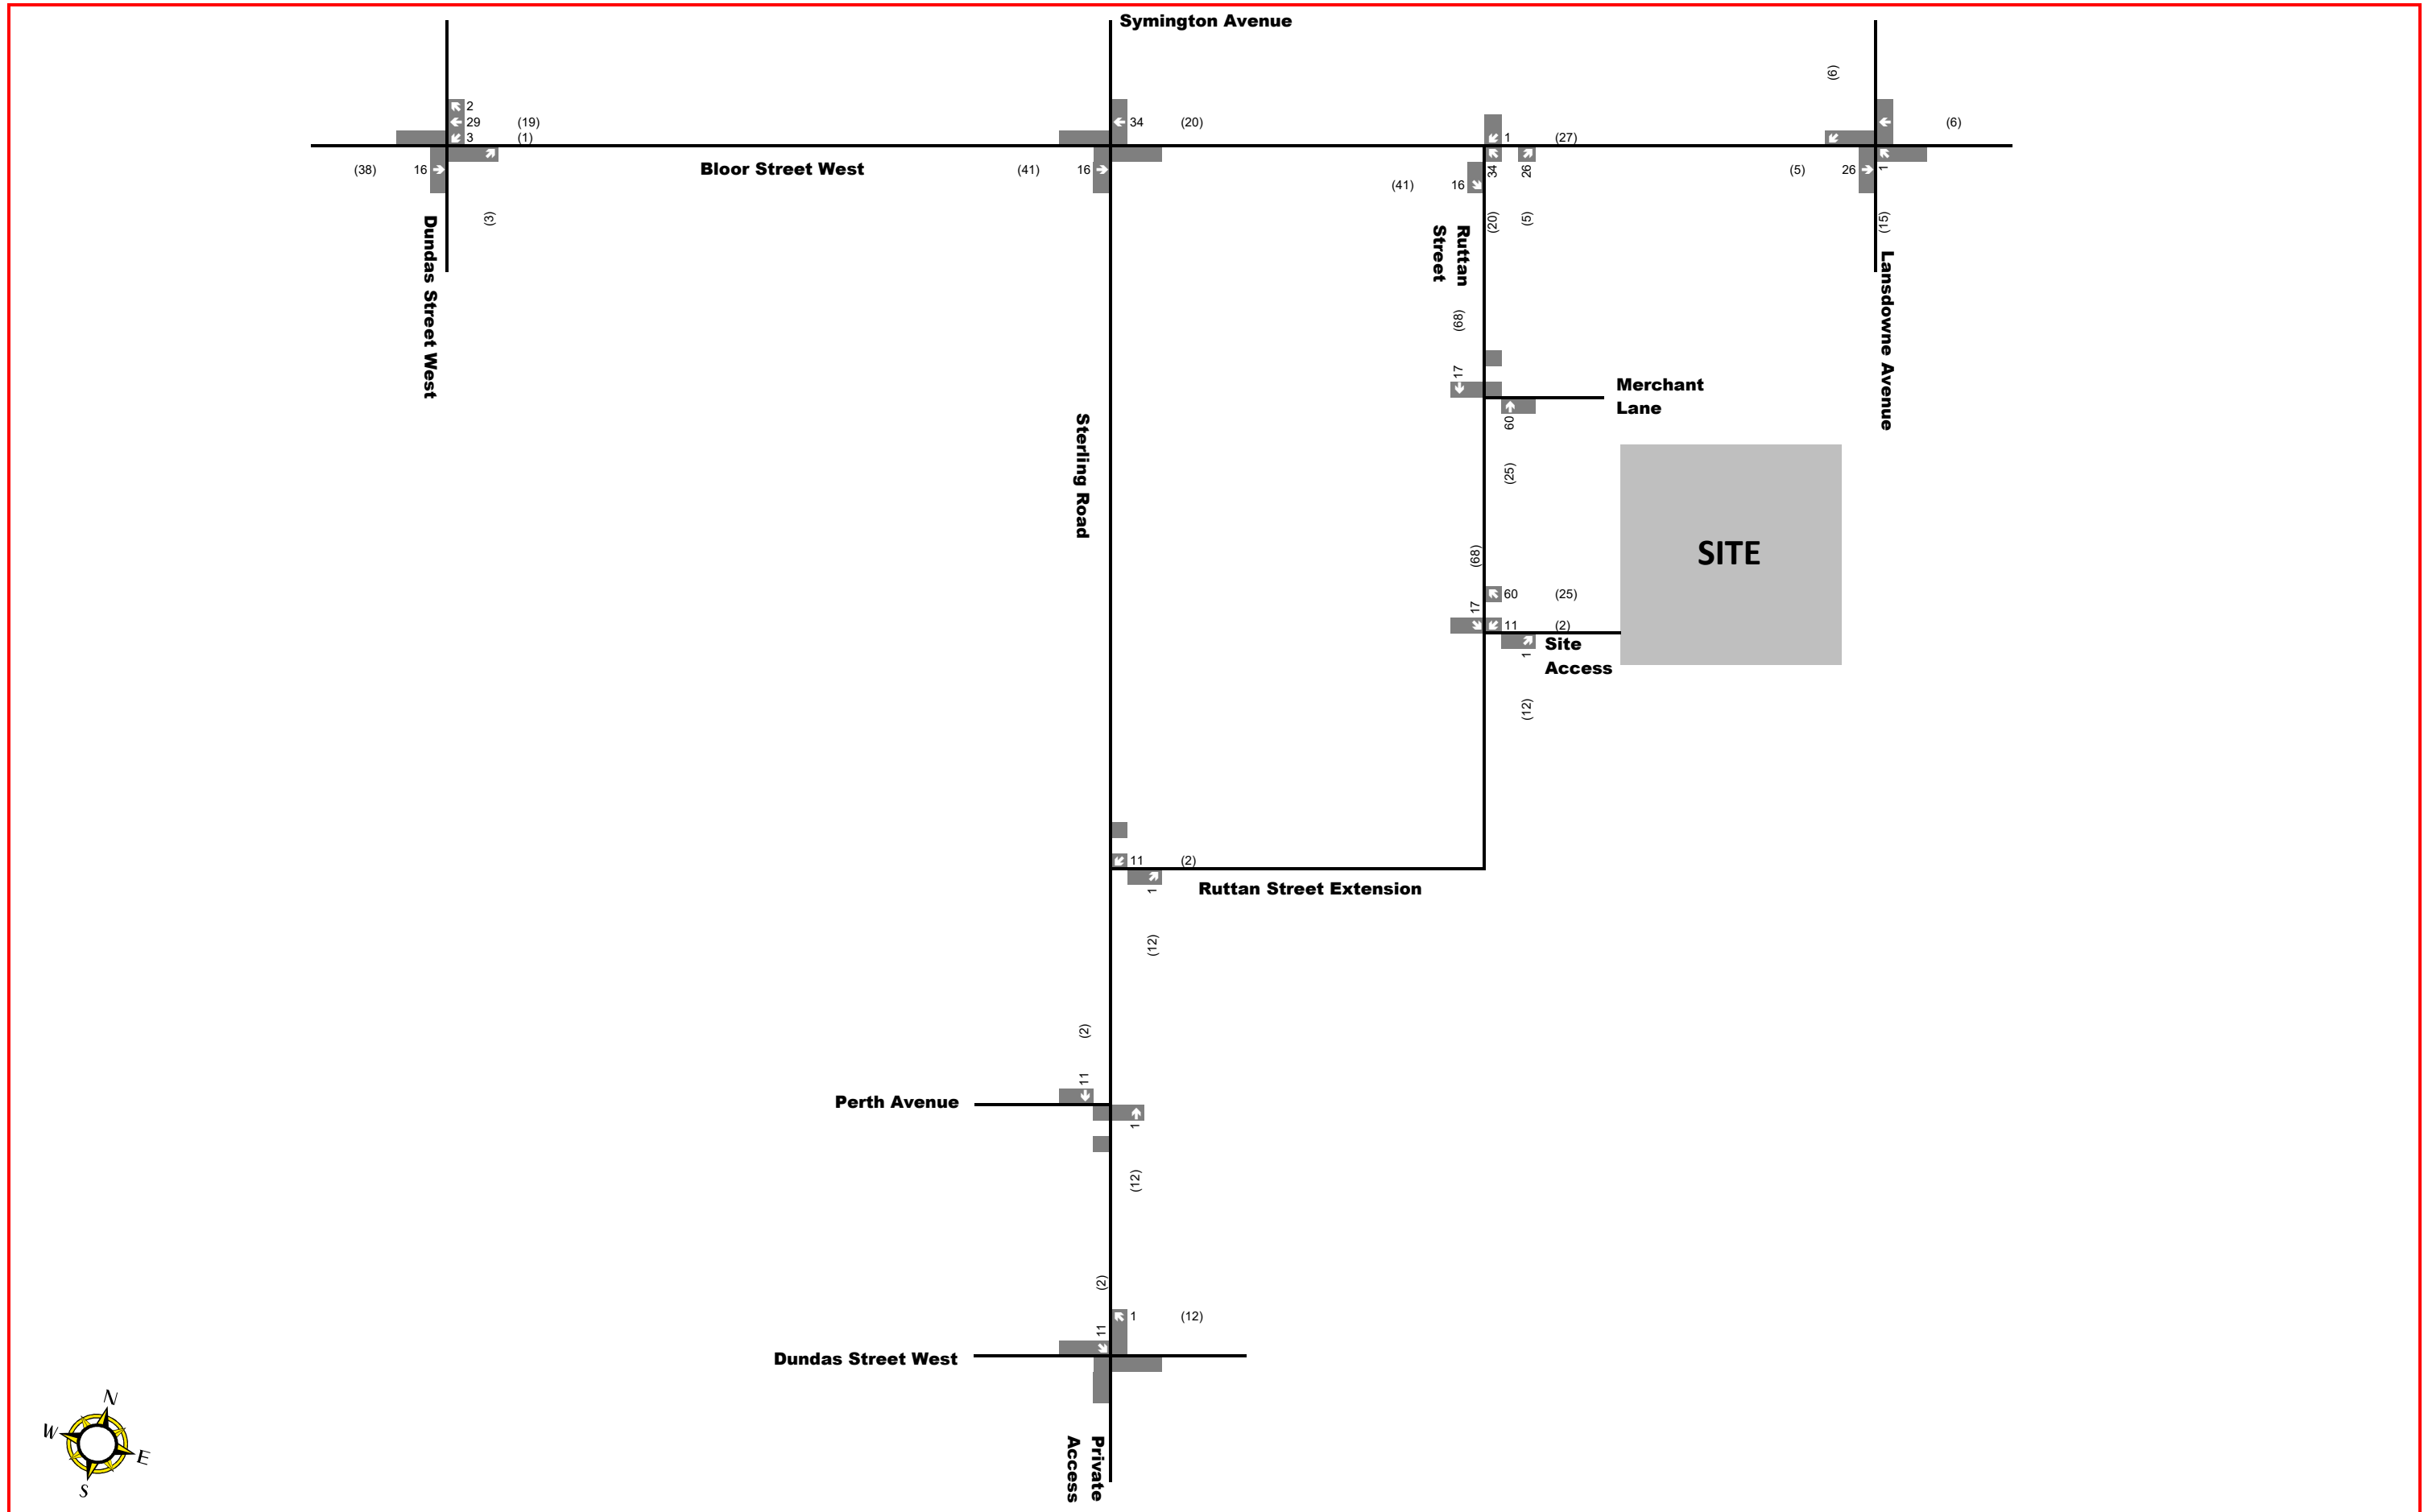 Symington Avenue
(6)
2
29 (19)
3 (1)
34 (20)
1 (27)
(6)
(38) 16
Bloor Street West
(41) 16
(41) 16
34
26
(5) 26
1
(3)
(20)
(5)
(15)
Dundas Street West
Ruttan
Street
Lansdowne Avenue
(68)
17
Merchant
Lane
60
Sterling Road
(25)
SITE
(68)
17
60 (25)
11 (2)
1
Site
Access
(12)
11 (2)
1
Ruttan Street Extension
(12)
(2)
11
Perth Avenue
1
(12)
(2)
11
1 (12)
Dundas Street West
Private
Access
N
W
E
S